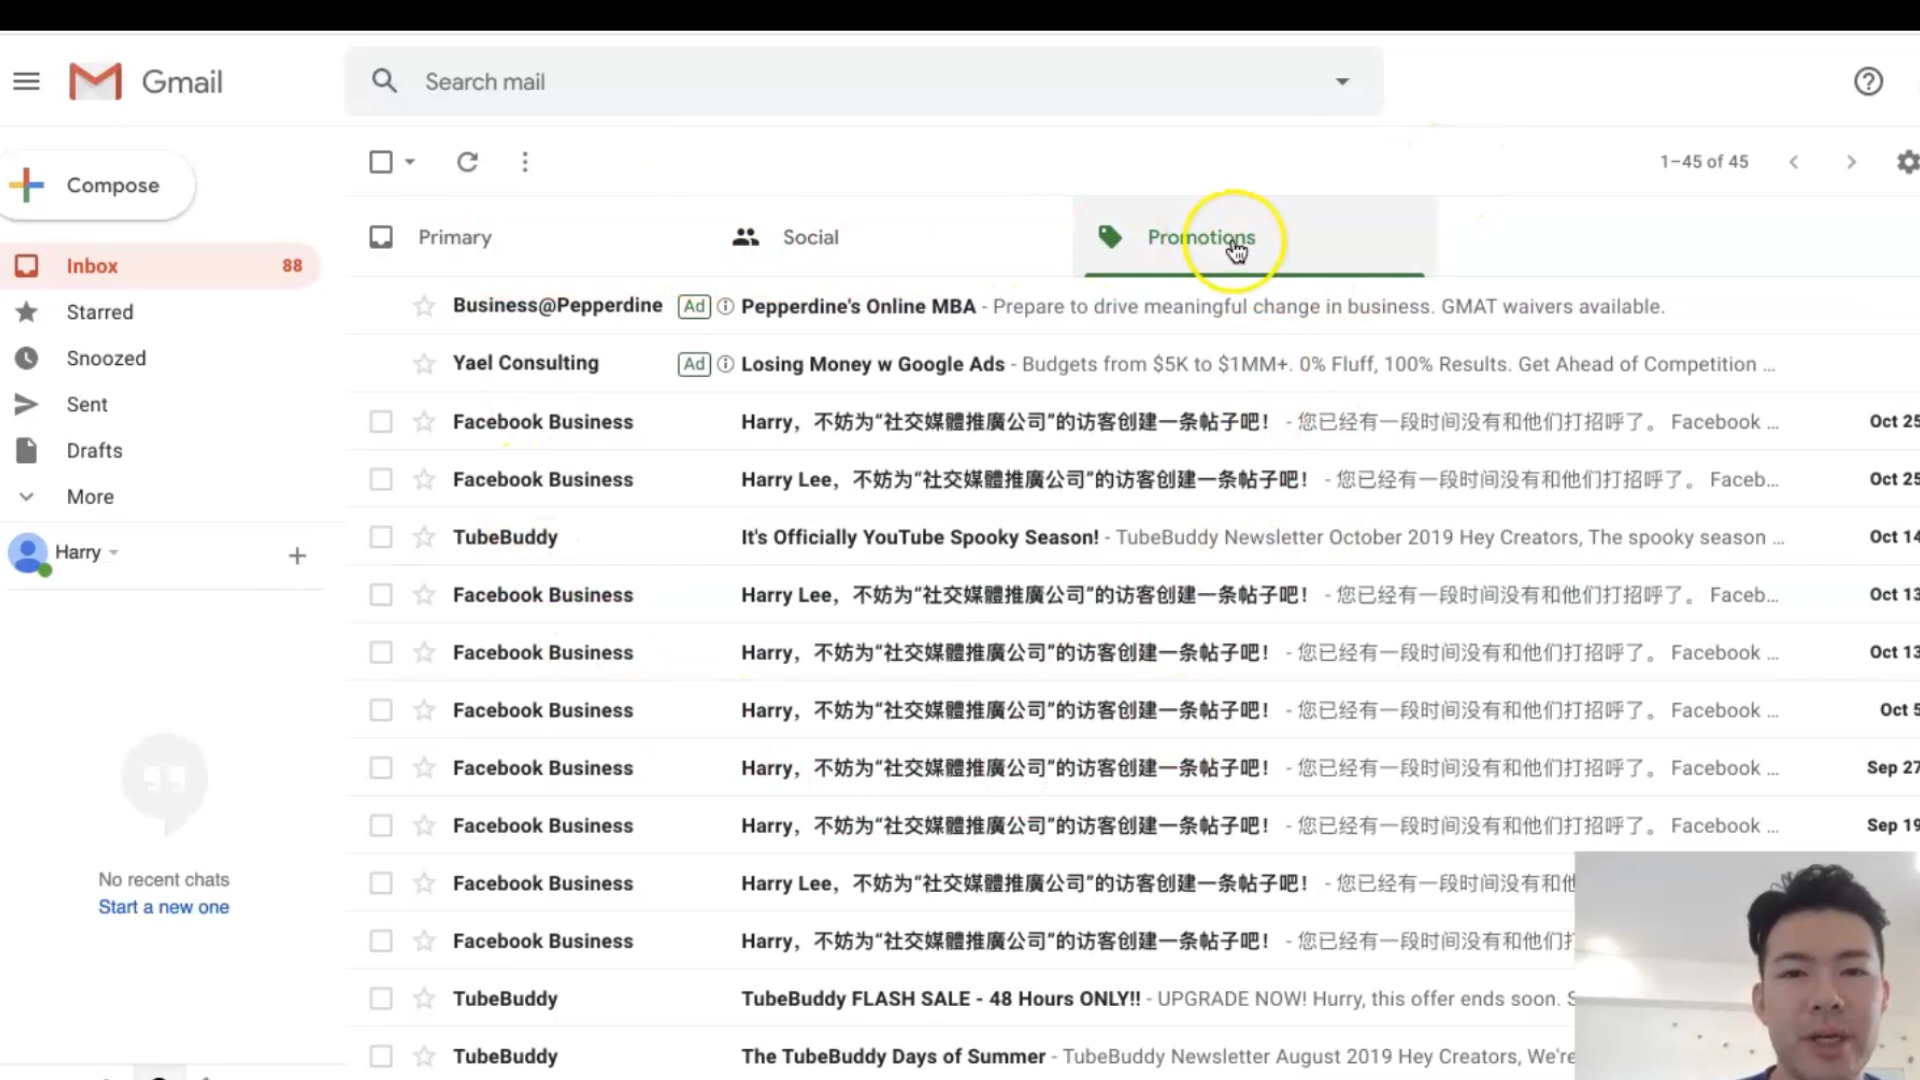 Gmail
Search mail
Compose
1–45 of 45
Primary
Social
Promotions
Inbox 88
Starred
Snoozed
Sent
Drafts
More
Harry
No recent chats
Start a new one
Business@Pepperdine Ad Pepperdine's Online MBA - Prepare to drive meaningful change in business. GMAT waivers available.
Yael Consulting Ad Losing Money w Google Ads - Budgets from $5K to $1MM+. 0% Fluff, 100% Results. Get Ahead of Competition ...
Facebook Business Harry，不妨为“社交媒體推廣公司”的访客创建一条帖子吧！ - 您已经有一段时间没有和他们打招呼了。 Facebook ... Oct 25
Facebook Business Harry Lee，不妨为“社交媒體推廣公司”的访客创建一条帖子吧！ - 您已经有一段时间没有和他们打招呼了。 Faceb... Oct 25
TubeBuddy It's Officially YouTube Spooky Season! - TubeBuddy Newsletter October 2019 Hey Creators, The spooky season ... Oct 14
Facebook Business Harry Lee，不妨为“社交媒體推廣公司”的访客创建一条帖子吧！ - 您已经有一段时间没有和他们打招呼了。 Faceb... Oct 13
Facebook Business Harry，不妨为“社交媒體推廣公司”的访客创建一条帖子吧！ - 您已经有一段时间没有和他们打招呼了。 Facebook ... Oct 13
Facebook Business Harry，不妨为“社交媒體推廣公司”的访客创建一条帖子吧！ - 您已经有一段时间没有和他们打招呼了。 Facebook ... Oct 5
Facebook Business Harry，不妨为“社交媒體推廣公司”的访客创建一条帖子吧！ - 您已经有一段时间没有和他们打招呼了。 Facebook ... Sep 27
Facebook Business Harry，不妨为“社交媒體推廣公司”的访客创建一条帖子吧！ - 您已经有一段时间没有和他们打招呼了。 Facebook ... Sep 19
Facebook Business Harry Lee，不妨为“社交媒體推廣公司”的访客创建一条帖子吧！ - 您已经有一段时间没有和他
Facebook Business Harry，不妨为“社交媒體推廣公司”的访客创建一条帖子吧！ - 您已经有一段时间没有和他们打
TubeBuddy TubeBuddy FLASH SALE - 48 Hours ONLY!! - UPGRADE NOW! Hurry, this offer ends soon. S
TubeBuddy The TubeBuddy Days of Summer - TubeBuddy Newsletter August 2019 Hey Creators, We're